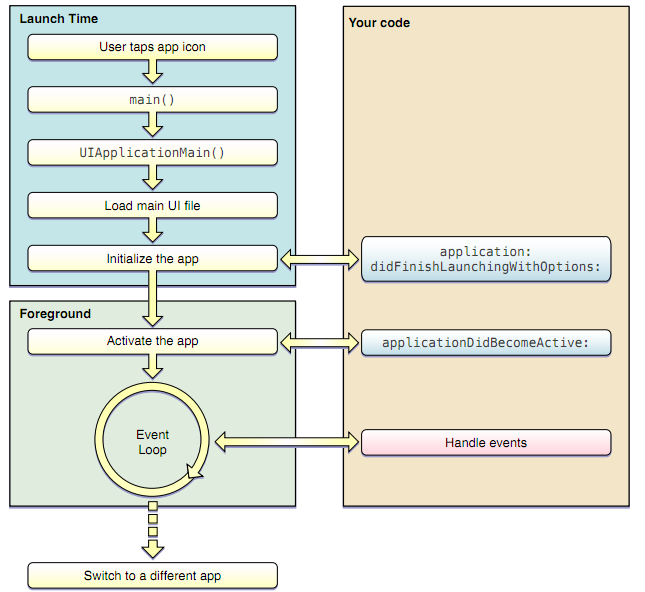 Launch Time
User taps app icon
main()
UIApplicationMain()
Load main UI file
Initialize the app
Foreground
Activate the app
Event
Loop
Switch to a different app
Your code
application:
didFinishLaunchingWithOptions:
applicationDidBecomeActive:
Handle events